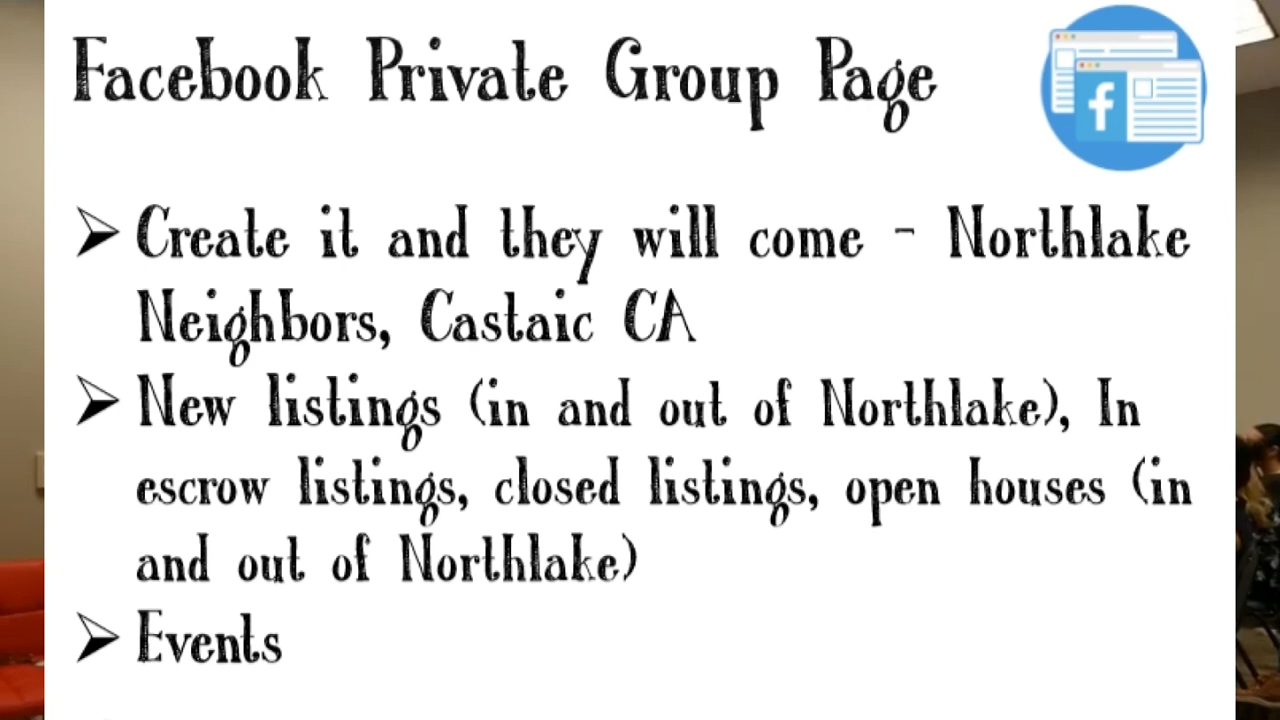 Facebook Private Group Page
f
➢ Create it and they will come - Northlake
Neighbors, Castaic CA
➢ New listings (in and out of Northlake), In
escrow listings, closed listings, open houses (in
and out of Northlake)
➢ Events